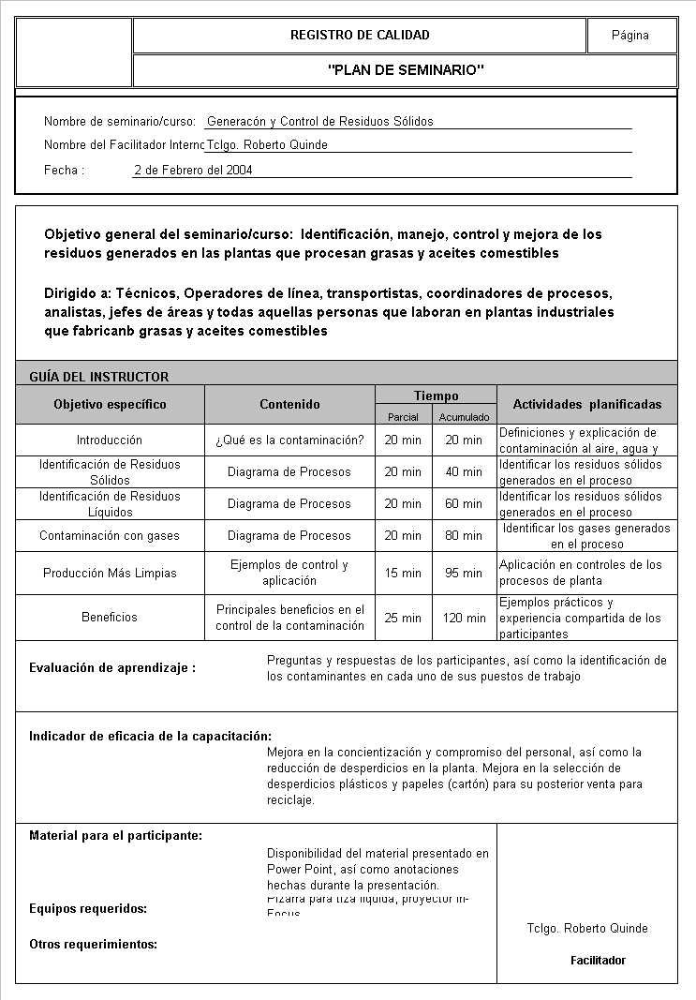 REGISTRO DE CALIDAD
Página
"PLAN DE SEMINARIO"
Nombre de seminario/curso: Generacón y Control de Residuos Sólidos
Nombre del Facilitador Interno Tclgo. Roberto Quinde
Fecha : 2 de Febrero del 2004
Objetivo general del seminario/curso: Identificación, manejo, control y mejora de los
residuos generados en las plantas que procesan grasas y aceites comestibles
Dirigido a: Técnicos, Operadores de línea, transportistas, coordinadores de procesos,
analistas, jefes de áreas y todas aquellas personas que laboran en plantas industriales
que fabricanb grasas y aceites comestibles
GUÍA DEL INSTRUCTOR
Objetivo específico
Contenido
Tiempo
Parcial
Acumulado
Actividades planificadas
Introducción
¿Qué es la contaminación?
20 min
20 min
Definiciones y explicación de
contaminación al aire, agua y
Identificación de Residuos
Sólidos
Diagrama de Procesos
20 min
40 min
Identificar los residuos sólidos
generados en el proceso
Identificación de Residuos
Líquidos
Diagrama de Procesos
20 min
60 min
Identificar los residuos sólidos
generados en el proceso
Contaminación con gases
Diagrama de Procesos
20 min
80 min
Identificar los gases generados
en el proceso
Producción Más Limpias
Ejemplos de control y
aplicación
15 min
95 min
Aplicación en controles de los
procesos de planta
Beneficios
Principales beneficios en el
control de la contaminación
25 min
120 min
Ejemplos prácticos y
experiencia compartida de los
participantes
Evaluación de aprendizaje :
Preguntas y respuestas de los participantes, así como la identificación de
los contaminantes en cada uno de sus puestos de trabajo
Indicador de eficacia de la capacitación:
Mejora en la concientización y compromiso del personal, así como la
reducción de desperdicios en la planta. Mejora en la selección de
desperdicios plásticos y papeles (cartón) para su posterior venta para
reciclaje.
Material para el participante:
Disponibilidad del material presentado en
Power Point, así como anotaciones
hechas durante la presentación.
Equipos requeridos:
Pizarra para tiza líquida, proyector In-
Focus
Otros requerimientos:
Tclgo. Roberto Quinde
Facilitador